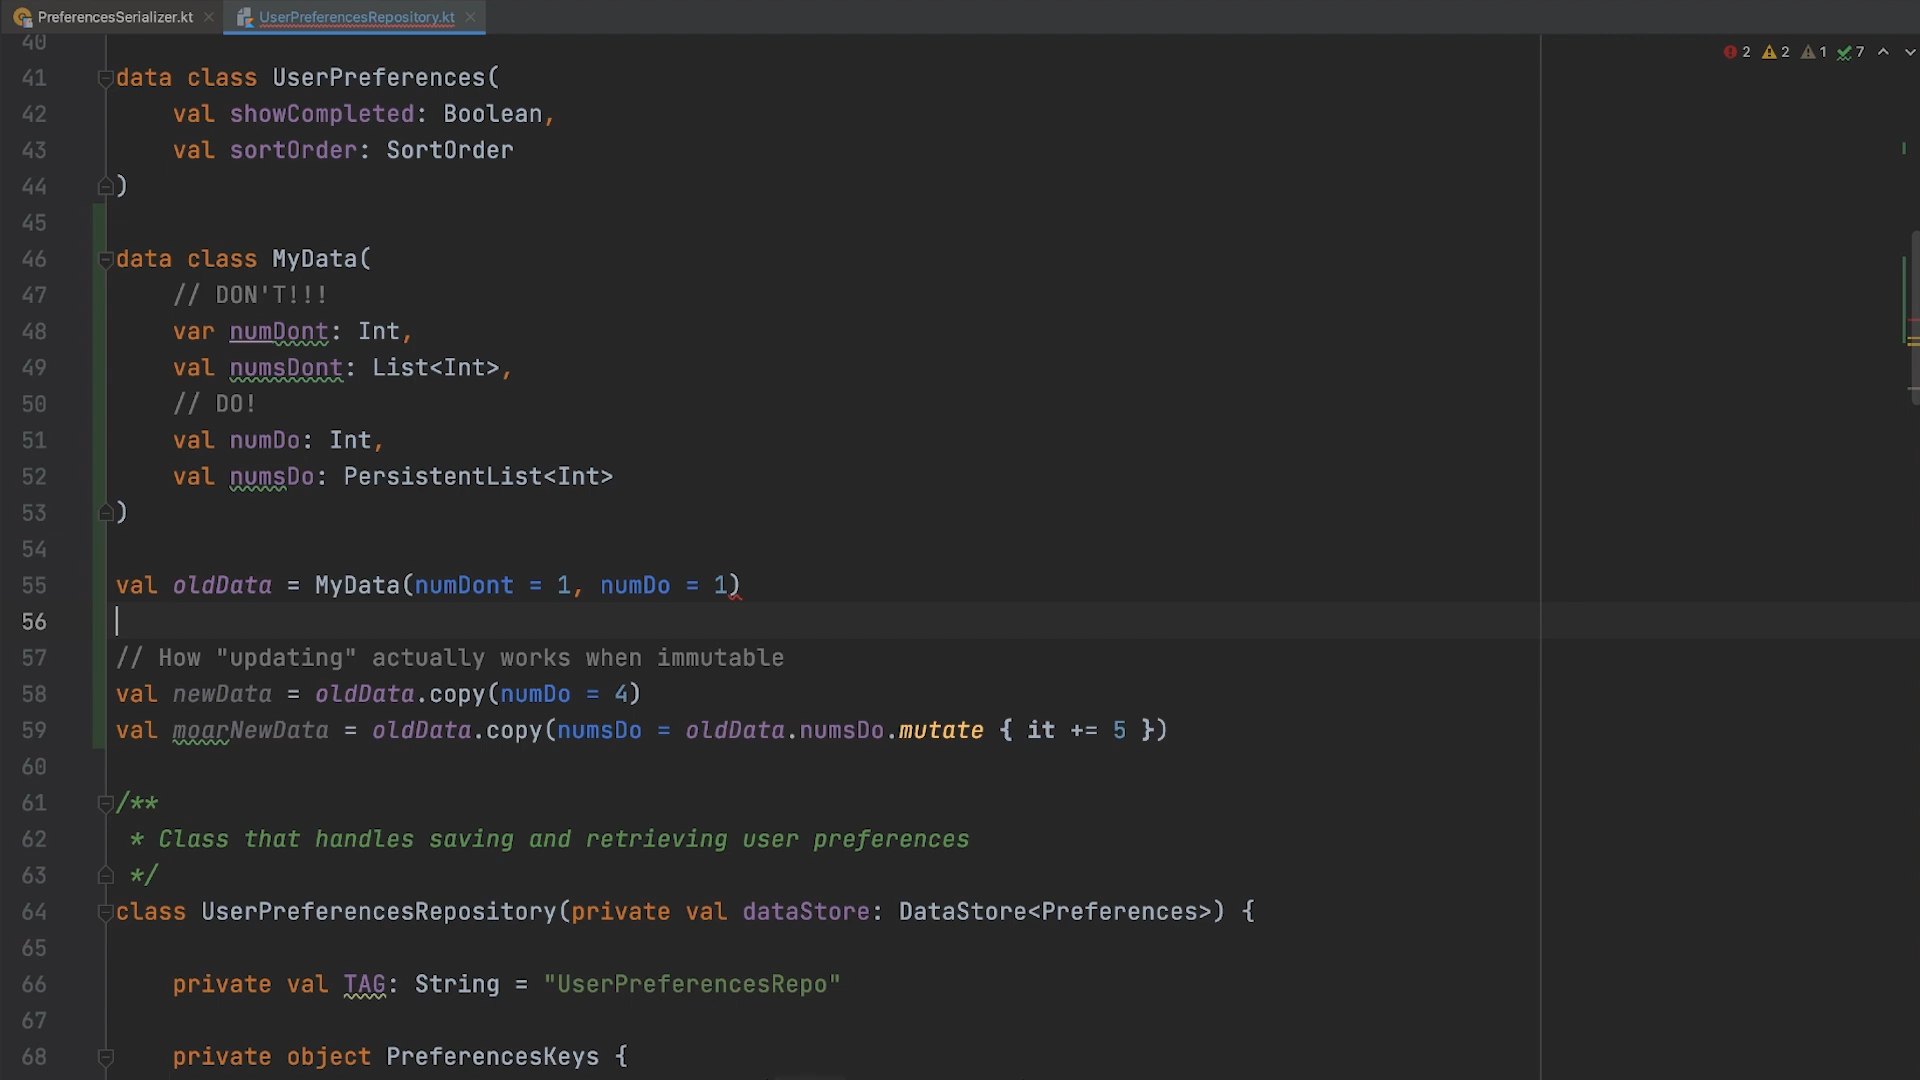 PreferencesSerializer.kt
UserPreferencesRepository.kt
2 2 1 7
40
41 data class UserPreferences(
42 val showCompleted: Boolean,
43 val sortOrder: SortOrder
44 )
45
46 data class MyData(
47 // DON'T!!!
48 var numDont: Int,
49 val numsDont: List<Int>,
50 // DO!
51 val numDo: Int,
52 val numsDo: PersistentList<Int>
53 )
54
55 val oldData = MyData(numDont = 1, numDo = 1)
56
57 // How "updating" actually works when immutable
58 val newData = oldData.copy(numDo = 4)
59 val moarNewData = oldData.copy(numsDo = oldData.numsDo.mutate { it += 5 })
60
61 /**
62 * Class that handles saving and retrieving user preferences
63 */
64 class UserPreferencesRepository(private val dataStore: DataStore<Preferences>) {
65
66 private val TAG: String = "UserPreferencesRepo"
67
68 private object PreferencesKeys {